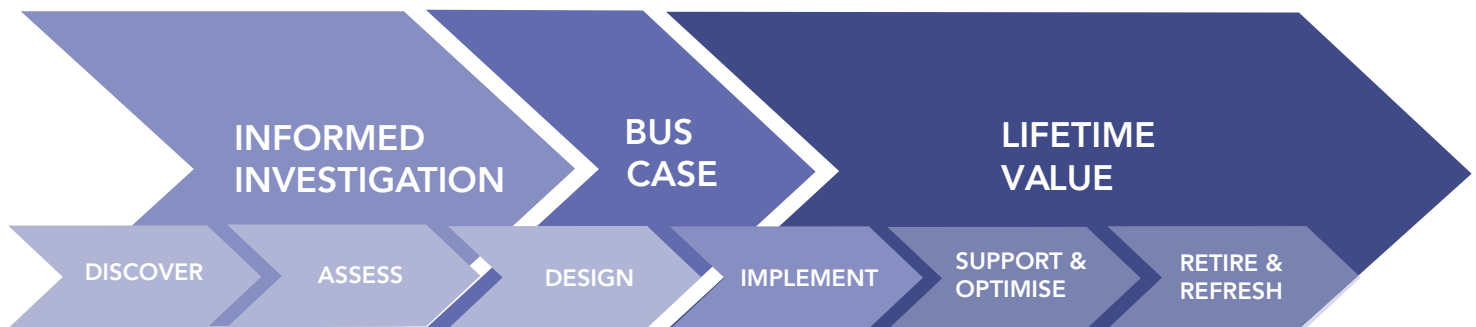 INFORMED
INVESTIGATION
BUS
CASE
LIFETIME
VALUE
DISCOVER
ASSESS
DESIGN
IMPLEMENT
SUPPORT &
OPTIMISE
RETIRE &
REFRESH